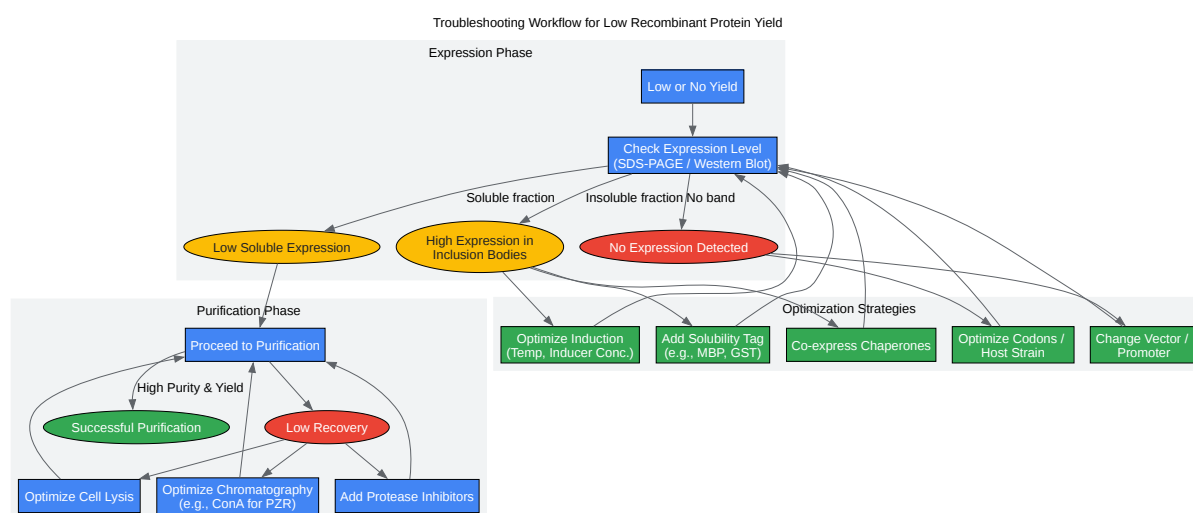 Troubleshooting Workflow for Low Recombinant Protein Yield
Expression Phase
Low or No Yield
Check Expression Level
(SDS-PAGE / Western Blot)
Soluble fraction
Insoluble fraction
No band
Low Soluble Expression
High Expression in
Inclusion Bodies
No Expression Detected
Purification Phase
Optimization Strategies
Proceed to Purification
Optimize Induction
(Temp, Inducer Conc.)
Add Solubility Tag
(e.g., MBP, GST)
Co-express Chaperones
Optimize Codons /
Host Strain
Change Vector /
Promoter
High Purity & Yield
Successful Purification
Low Recovery
Optimize Cell Lysis
Optimize Chromatography
(e.g., ConA for PZR)
Add Protease Inhibitors